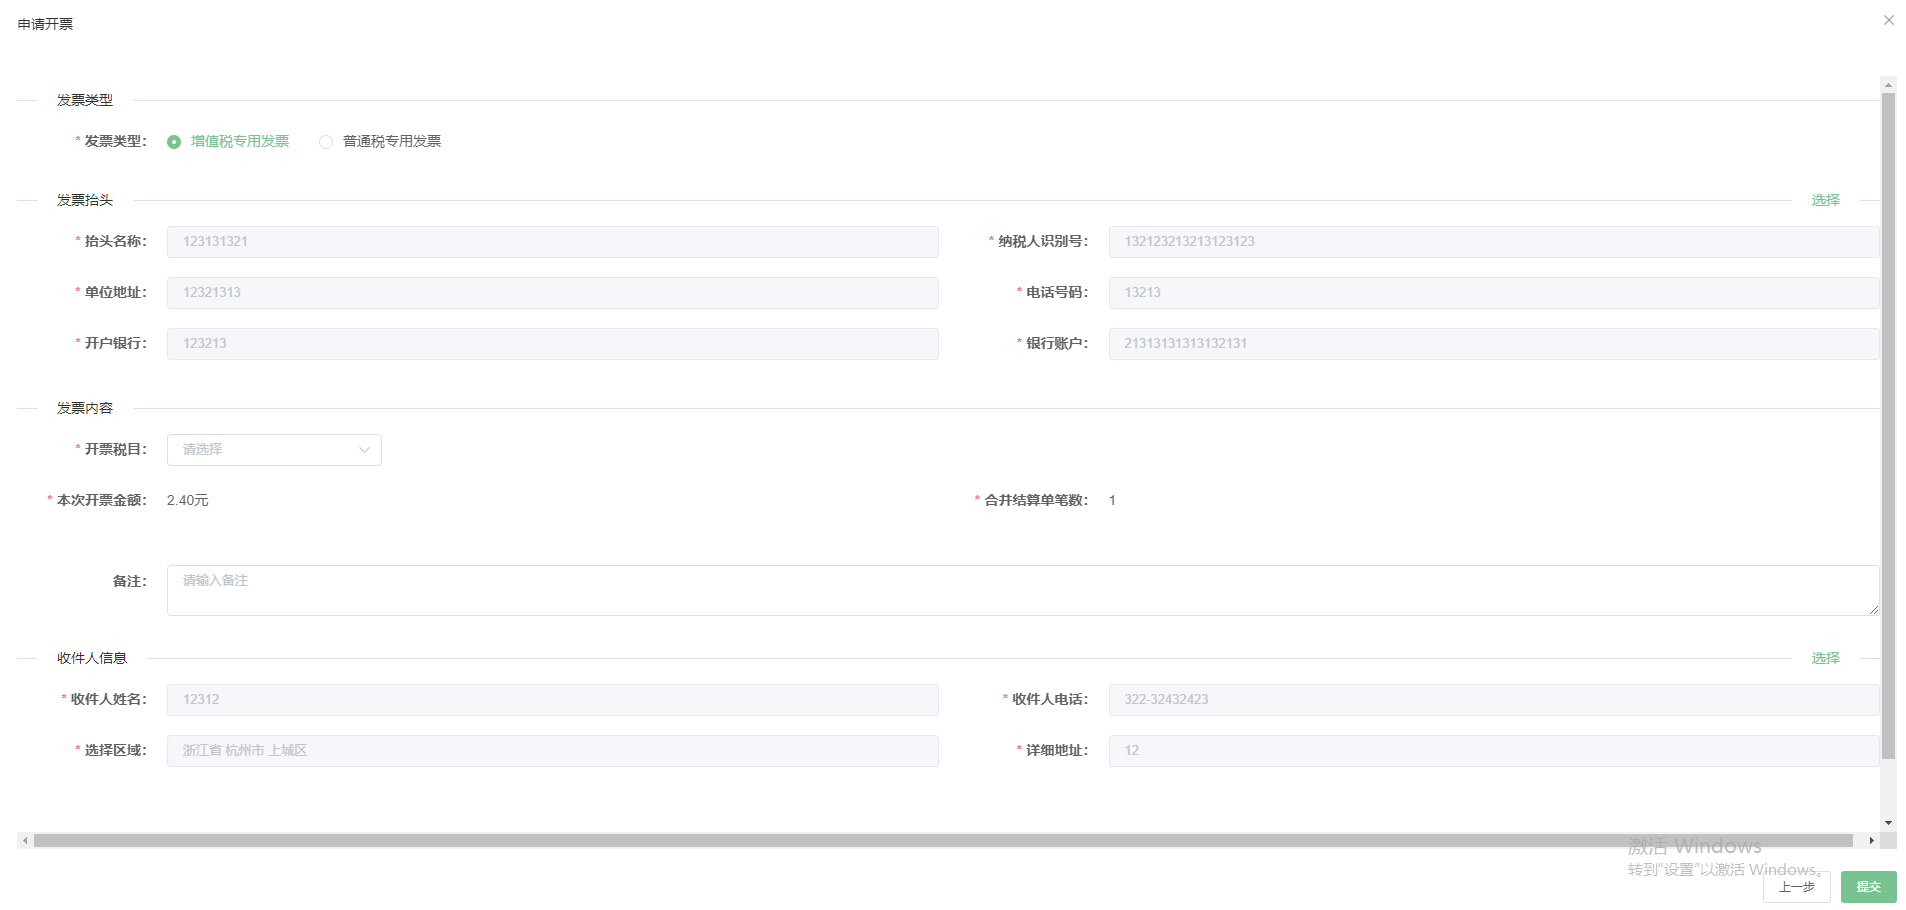 申请开票
发票类型
* 发票类型： 增值税专用发票 普通税专用发票
发票抬头 选择
* 抬头名称： 123131321 * 纳税人识别号： 132123213213123123
* 单位地址： 12321313 * 电话号码： 13213
* 开户银行： 123213 * 银行账户： 21313131313132131
发票内容
* 开票税目： 请选择
* 本次开票金额： 2.40元 * 合并结算单笔数： 1
备注： 请输入备注
收件人信息 选择
* 收件人姓名： 12312 * 收件人电话： 322-32432423
* 选择区域： 浙江省 杭州市 上城区 * 详细地址： 12
激活 Windows
转到“设置”以激活 Windows。
上一步 提交